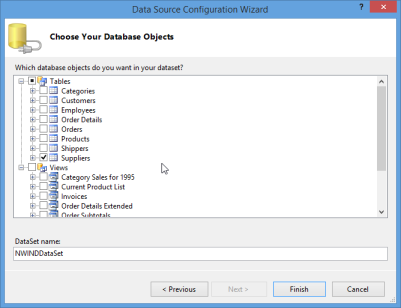 Data Source Configuration Wizard
?
Choose Your Database Objects
Which database objects do you want in your dataset?
Tables
Categories
Customers
Employees
Order Details
Orders
Products
Shippers
Suppliers
Views
Category Sales for 1995
Current Product List
Invoices
Order Details Extended
Order Subtotals
DataSet name:
NWINDDataSet
< Previous
Next >
Finish
Cancel